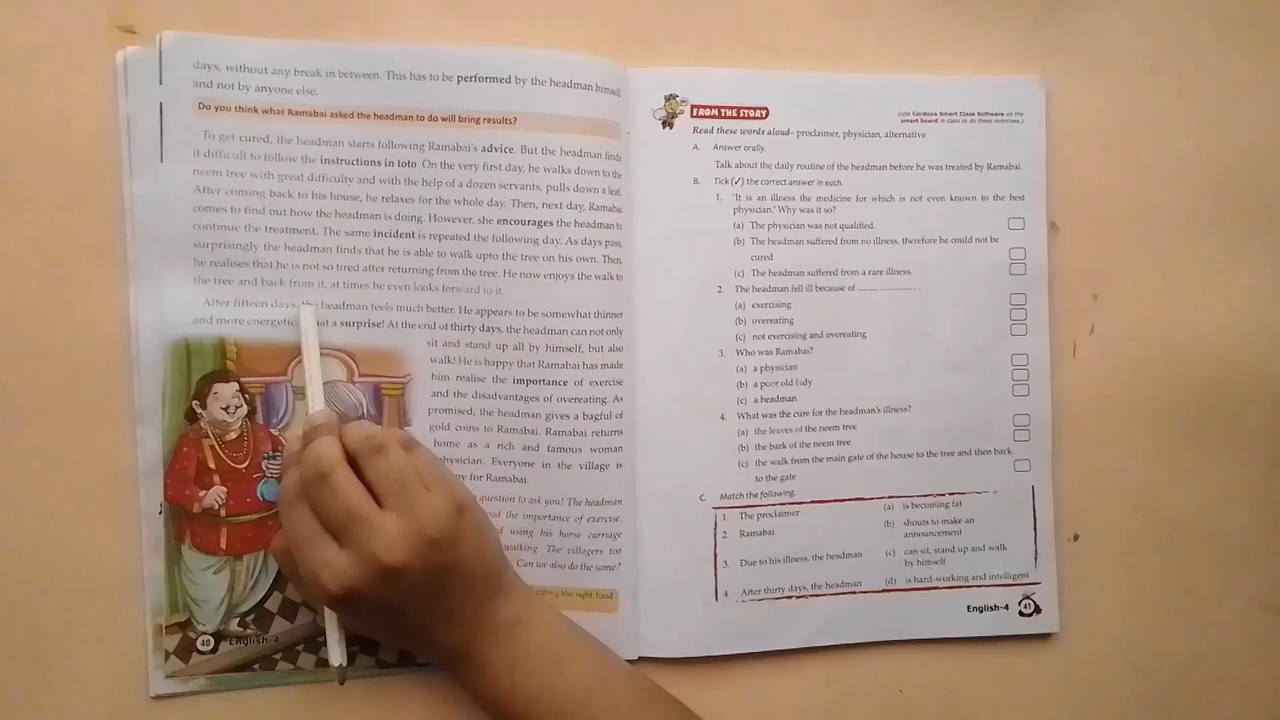 days, without any break in between. This has to be performed by the headman himself
and not by anyone else.
Do you think what Ramabai asked the headman to do will bring results?
To get cured, the headman starts following Ramabai's advice. But the headman finds
it difficult to follow the instructions in toto. On the very first day, he walks down to the
neem tree with great difficulty and with the help of a dozen servants, pulls down a leaf.
After coming back to his house, he relaxes for the whole day. Then, next day, Ramabai
comes to find out how the headman is doing. However, she encourages the headman to
continue the treatment. The same incident is repeated the following day. As days pass,
surprisingly the headman finds that he is able to walk upto the tree on his own. Then,
he realises that he is not so tired after returning from the tree. He now enjoys the walk to
the tree and back from it, at times he even looks forward to it.
After fifteen days, the headman feels much better. He appears to be somewhat thinner
and more energetic. What a surprise! At the end of thirty days, the headman can not only
sit and stand up all by himself, but also
walk! He is happy that Ramabai has made
him realise the importance of exercise
and the disadvantages of overeating. As
promised, the headman gives a bagful of
gold coins to Ramabai. Ramabai returns
home as a rich and famous woman
physician. Everyone in the village is
for Ramabai.
question to ask you! The headman
the importance of exercise.
using his horse carriage
walking. The villagers too
Can we also do the same?
eating the right food
40 English-4
FROM THE STORY
(Use Cordova Smart Class Software on the
smart board in class to do these exercises.)
Read these words aloud– proclaimer, physician, alternative
A. Answer orally.
Talk about the daily routine of the headman before he was treated by Ramabai.
B. Tick (✓) the correct answer in each.
1. 'It is an illness the medicine for which is not even known to the best
physician.' Why was it so?
(a) The physician was not qualified.
(b) The headman suffered from no illness, therefore he could not be
cured.
(c) The headman suffered from a rare illness.
2. The headman fell ill because of ______________.
(a) exercising
(b) overeating
(c) not exercising and overeating
3. Who was Ramabai?
(a) a physician
(b) a poor old lady
(c) a headman
4. What was the cure for the headman's illness?
(a) the leaves of the neem tree
(b) the bark of the neem tree
(c) the walk from the main gate of the house to the tree and then back
to the gate
C. Match the following.
1. The proclaimer (a) is becoming fat
2. Ramabai (b) shouts to make an
announcement
3. Due to his illness, the headman (c) can sit, stand up and walk
by himself
4. After thirty days, the headman (d) is hard-working and intelligent
English-4 41